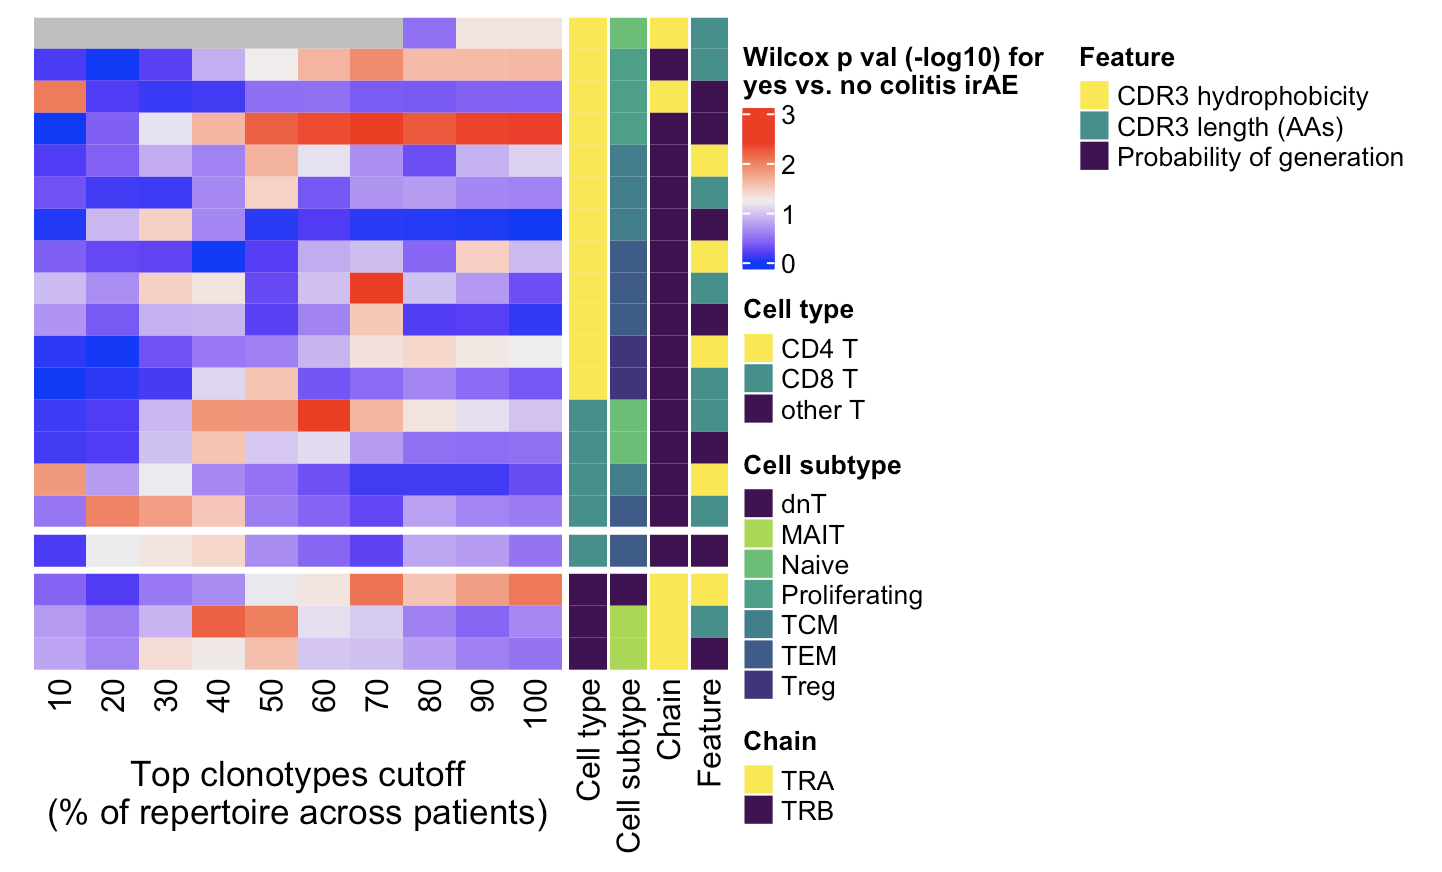 Wilcox p val (-log10) for
yes vs. no colitis irAE
3
2
1
0
Cell type
CD4 T
CD8 T
other T
Cell subtype
dnT
MAIT
Naive
Proliferating
TCM
TEM
Treg
Chain
TRA
TRB
Feature
CDR3 hydrophobicity
CDR3 length (AAs)
Probability of generation
10
20
30
40
50
60
70
80
90
100
Cell type
Cell subtype
Chain
Feature
Top clonotypes cutoff
(% of repertoire across patients)